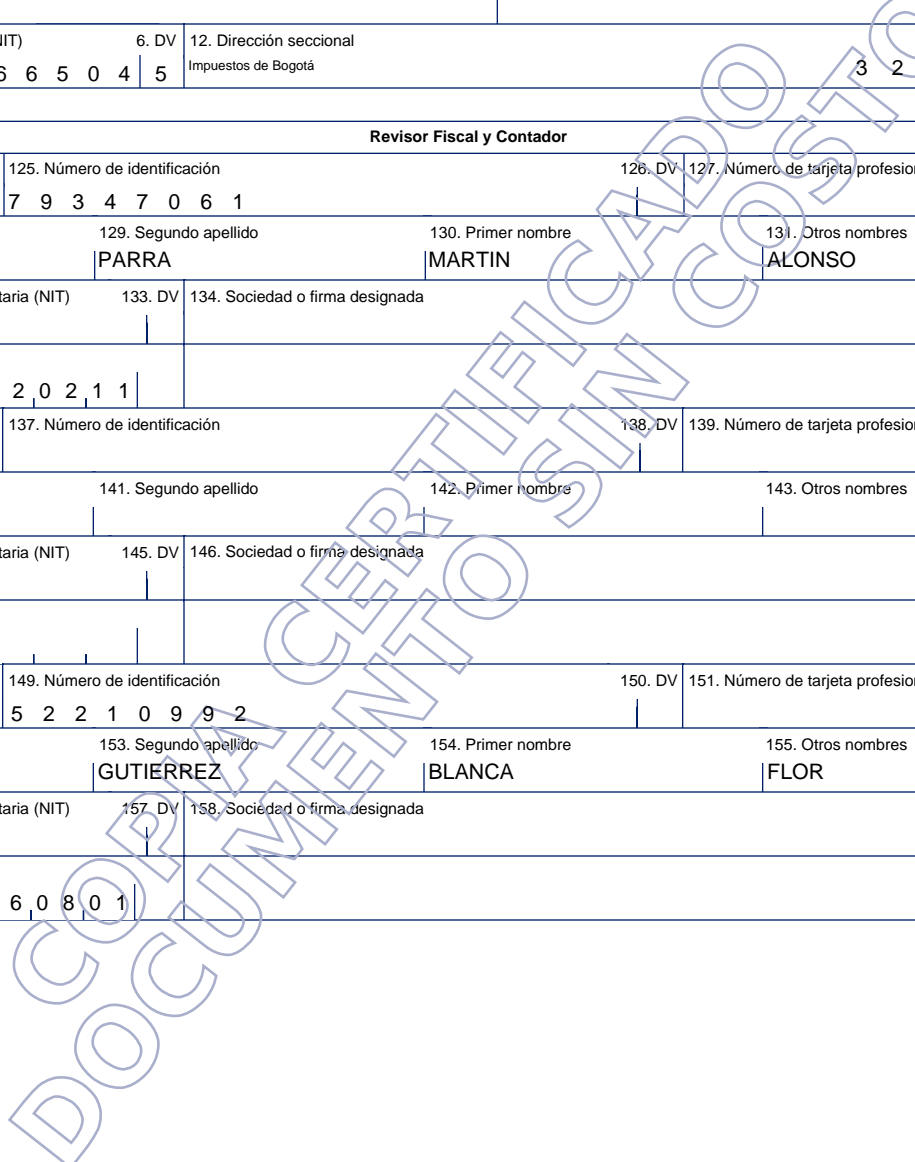 NIT) 6. DV 12. Dirección seccional
6 6 5 0 4 5 Impuestos de Bogotá 3 2
Revisor Fiscal y Contador
125. Número de identificación 126. DV 127. Número de tarjeta profesion
7 9 3 4 7 0 6 1
129. Segundo apellido 130. Primer nombre 131. Otros nombres
PARRA MARTIN ALONSO
taria (NIT) 133. DV 134. Sociedad o firma designada
2 0 2 1 1
137. Número de identificación 138. DV 139. Número de tarjeta profesion
141. Segundo apellido 142. Primer nombre 143. Otros nombres
taria (NIT) 145. DV 146. Sociedad o firma designada
149. Número de identificación 150. DV 151. Número de tarjeta profesion
5 2 2 1 0 9 9 2
153. Segundo apellido 154. Primer nombre 155. Otros nombres
GUTIERREZ BLANCA FLOR
taria (NIT) 157. DV 158. Sociedad o firma designada
6 0 8 0 1
COPIA CERTIFICADO
DOCUMENTO SIN COSTO